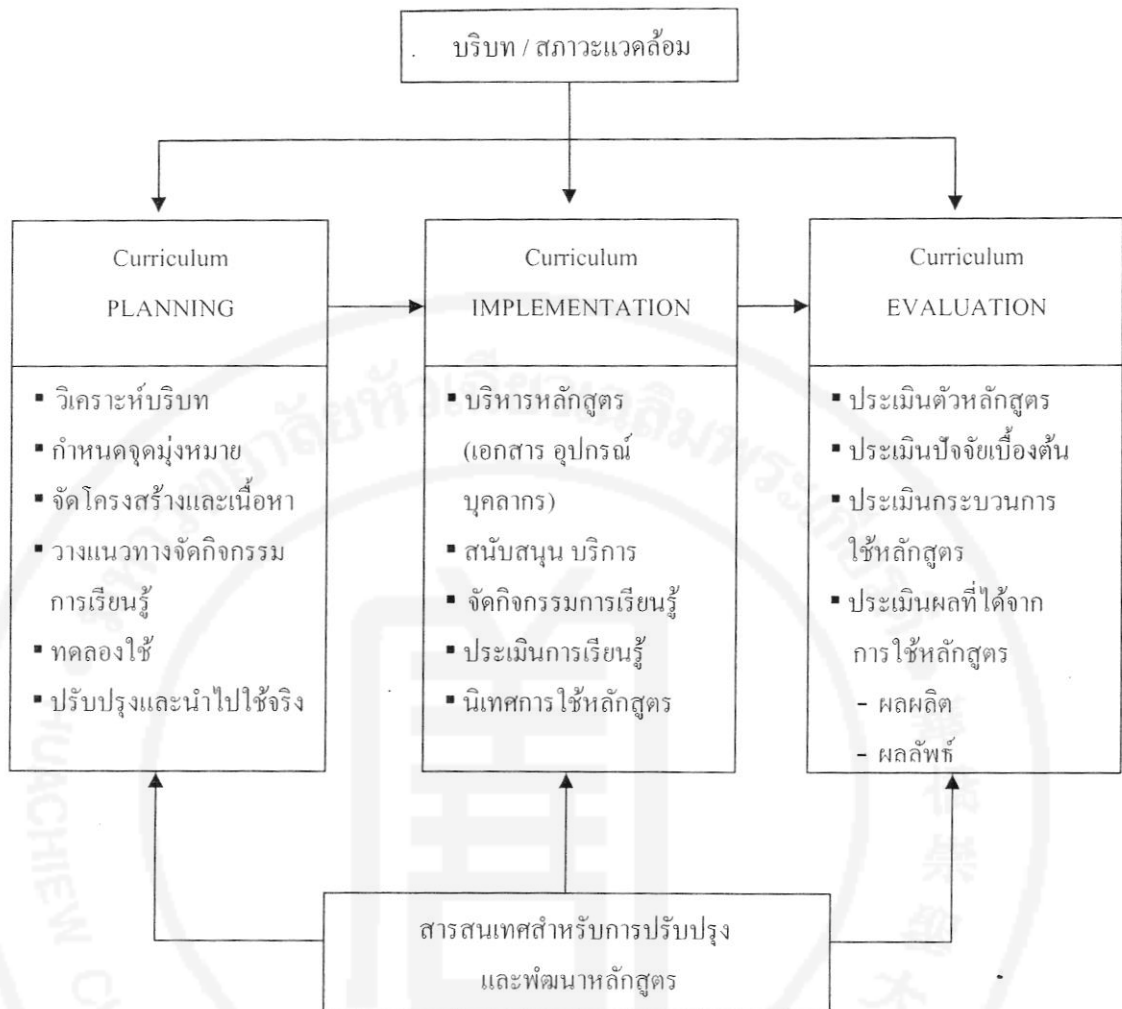 บริบท / สภาวะแวดล้อม
Curriculum
PLANNING
▪ วิเคราะห์บริบท
▪ กำหนดจุดมุ่งหมาย
▪ จัดโครงสร้างและเนื้อหา
▪ วางแนวทางจัดกิจกรรม
การเรียนรู้
▪ ทดลองใช้
▪ ปรับปรุงและนำไปใช้จริง
Curriculum
IMPLEMENTATION
▪ บริหารหลักสูตร
(เอกสาร อุปกรณ์
บุคลากร)
▪ สนับสนุน บริการ
▪ จัดกิจกรรมการเรียนรู้
▪ ประเมินการเรียนรู้
▪ นิเทศการใช้หลักสูตร
Curriculum
EVALUATION
▪ ประเมินตัวหลักสูตร
▪ ประเมินปัจจัยเบื้องต้น
▪ ประเมินกระบวนการ
ใช้หลักสูตร
▪ ประเมินผลที่ได้จาก
การใช้หลักสูตร
- ผลผลิต
- ผลลัพธ์
สารสนเทศสำหรับการปรับปรุง
และพัฒนาหลักสูตร
HUACHIEW